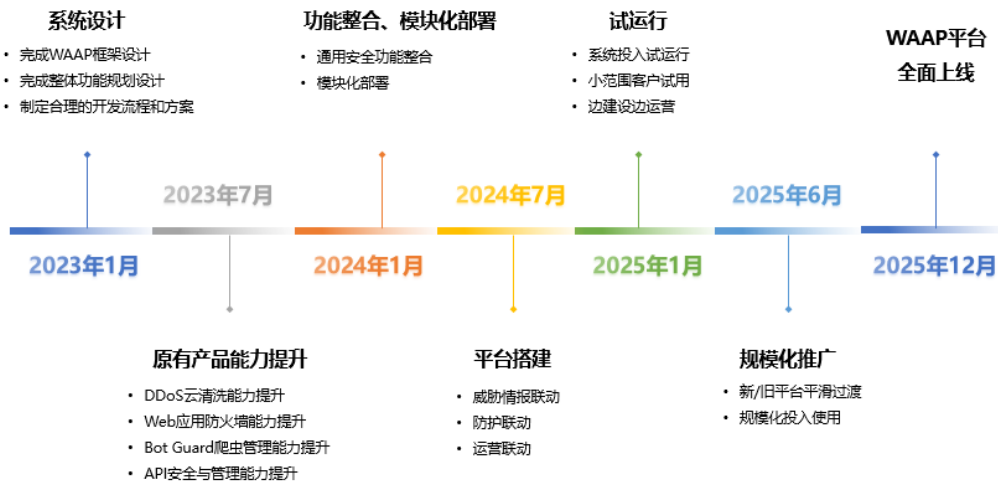 系统设计
• 完成WAAP框架设计
• 完成整体功能规划设计
• 制定合理的开发流程和方案
功能整合、模块化部署
• 通用安全功能整合
• 模块化部署
试运行
• 系统投入试运行
• 小范围客户试用
• 边建设边运营
WAAP平台
全面上线
2023年7月
2024年7月
2025年6月
2023年1月
2024年1月
2025年1月
2025年12月
原有产品能力提升
• DDoS云清洗能力提升
• Web应用防火墙能力提升
• Bot Guard爬虫管理能力提升
• API安全与管理能力提升
平台搭建
• 威胁情报联动
• 防护联动
• 运营联动
规模化推广
• 新/旧平台平滑过渡
• 规模化投入使用